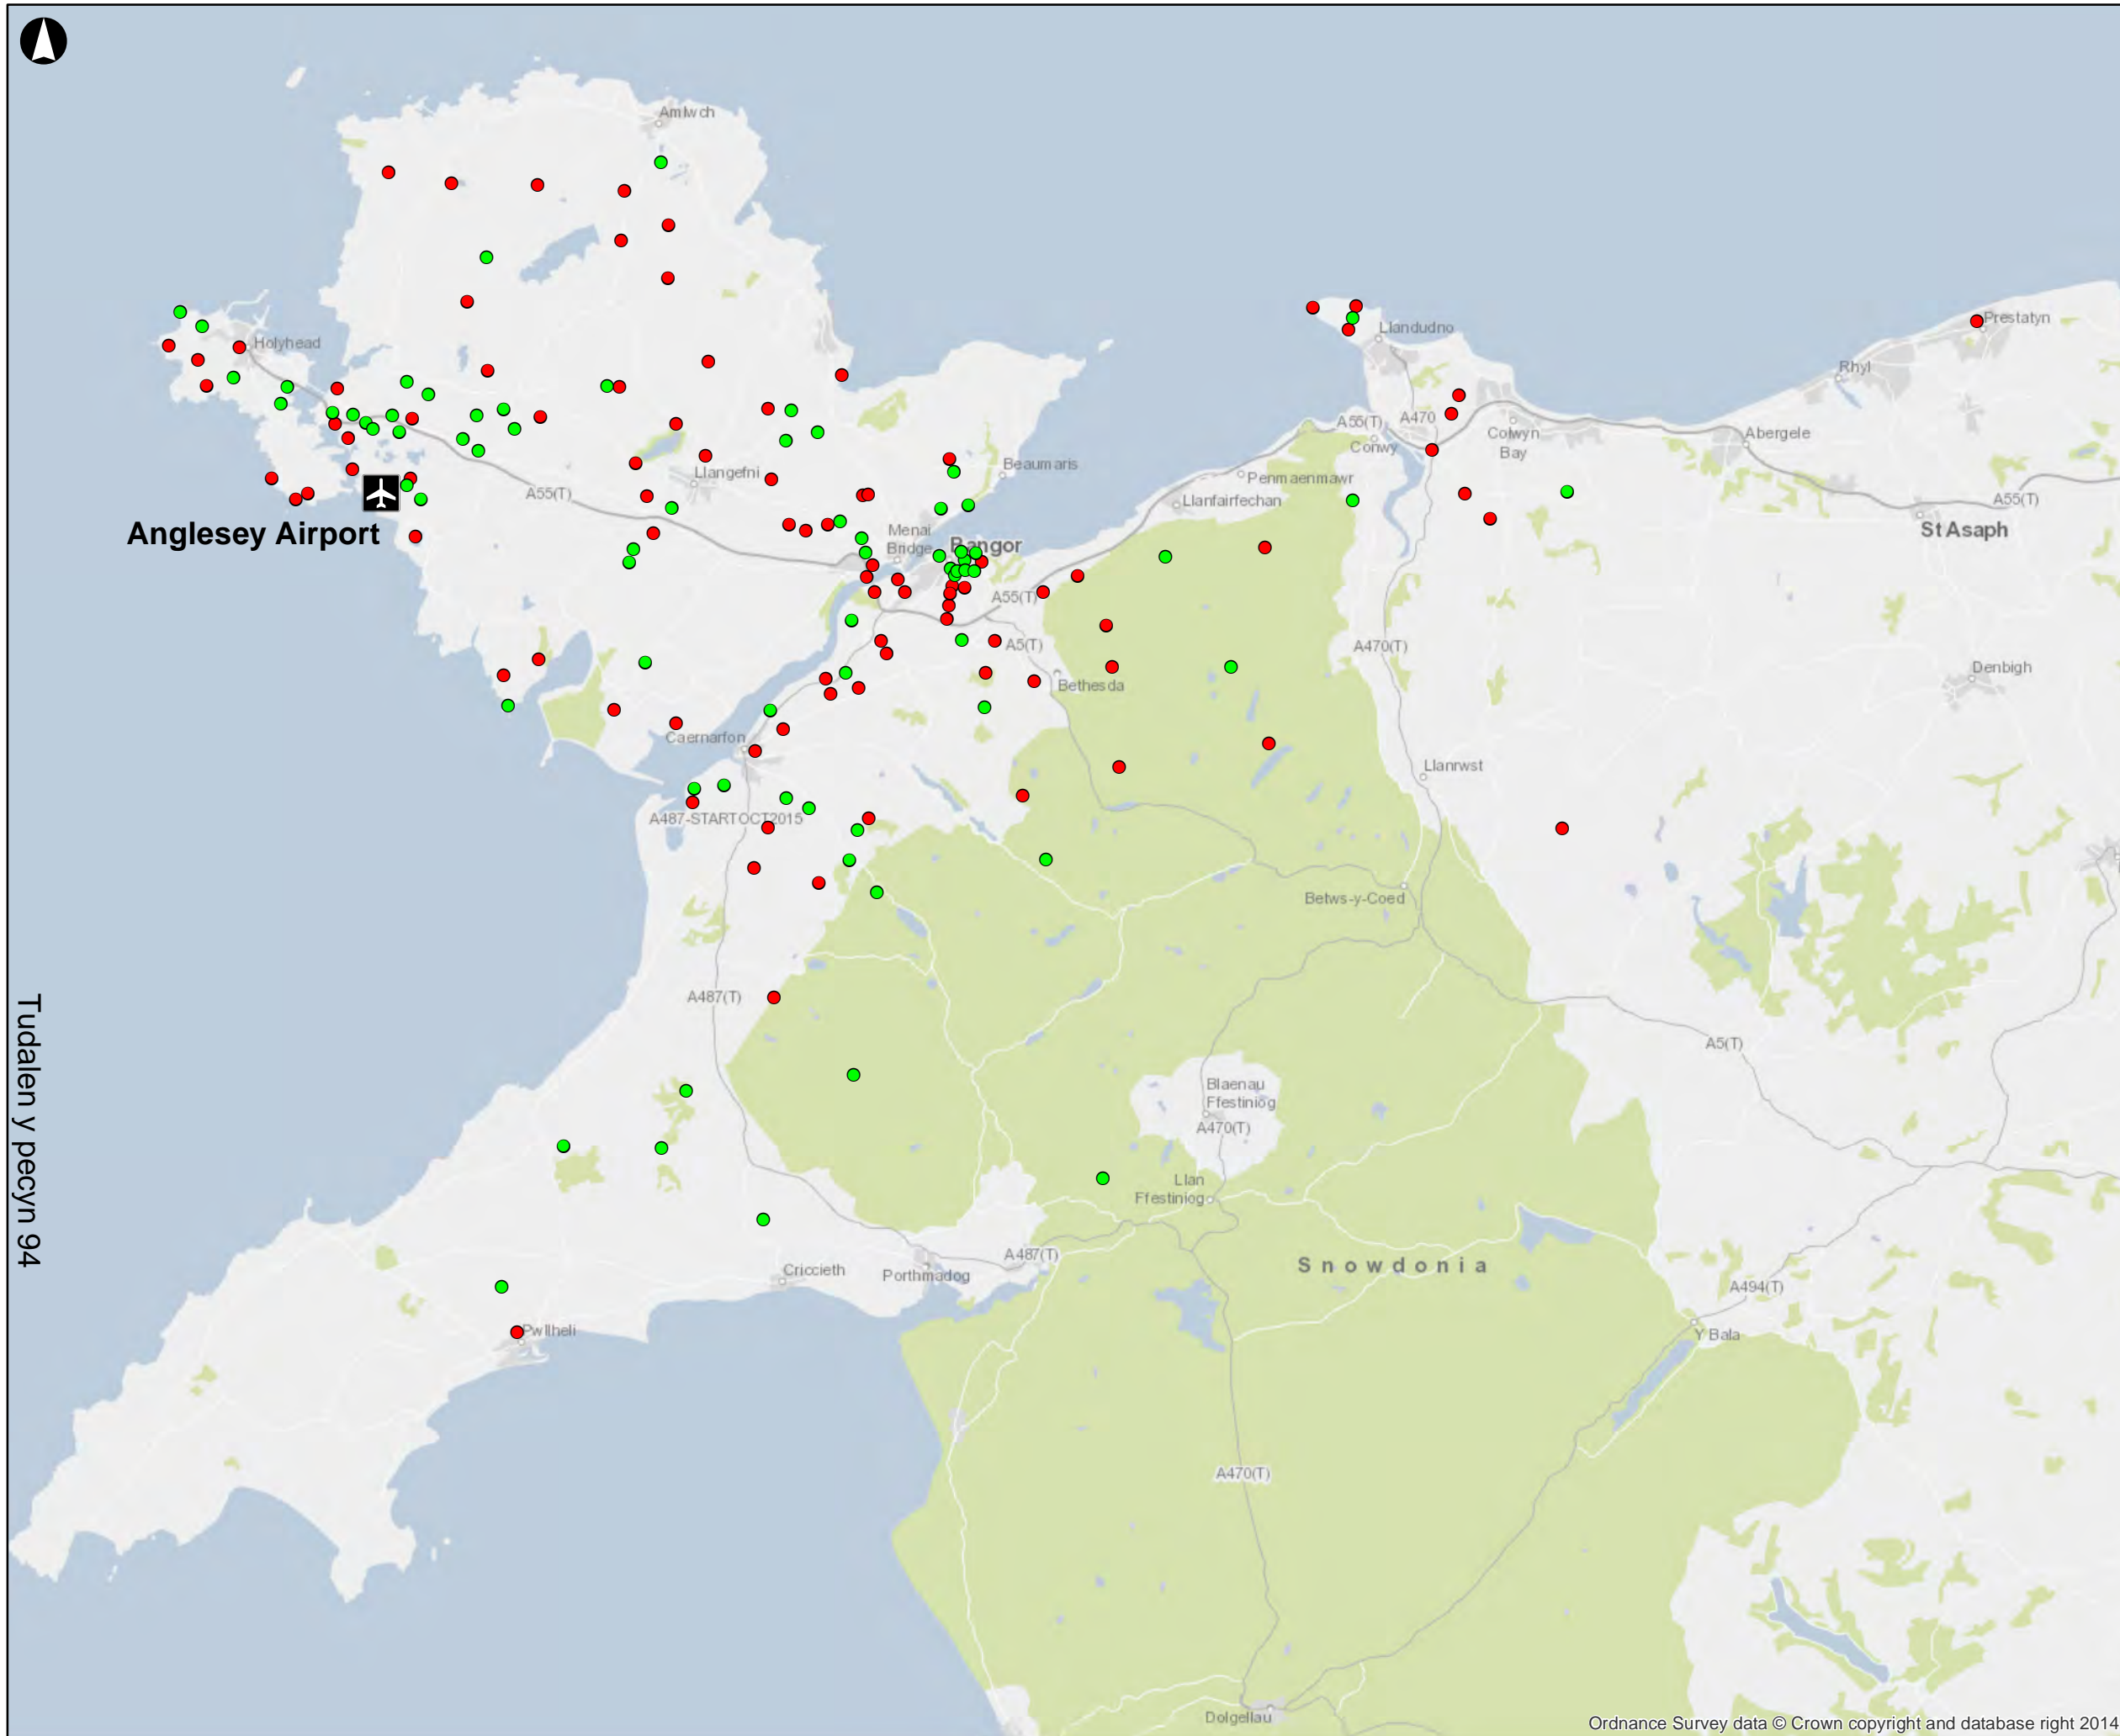 Amlwch
Holyhead
Llandudno
Prestatyn
Rhyl
A470
A55(T)
Conwy
Colwyn
Bay
Abergele
Beaumaris
Llangefni
Penmaenmawr
A55(T)
Llanfairfechan
A55(T)
Anglesey Airport
Menai
Bridge
Bangor
St Asaph
A55(T)
A5(T)
A470(T)
Denbigh
Bethesda
Caernarfon
Llanrwst
A487-STARTOCT2015
Betws-y-Coed
A487(T)
A5(T)
Tudalen y pecyn 94
Blaenau
Ffestiniog
A470(T)
Llan
Ffestiniog
A487(T)
Snowdonia
Criccieth
Porthmadog
A494(T)
Pwllheli
Y Bala
A470(T)
Dolgellau
Ordnance Survey data © Crown copyright and database right 2014